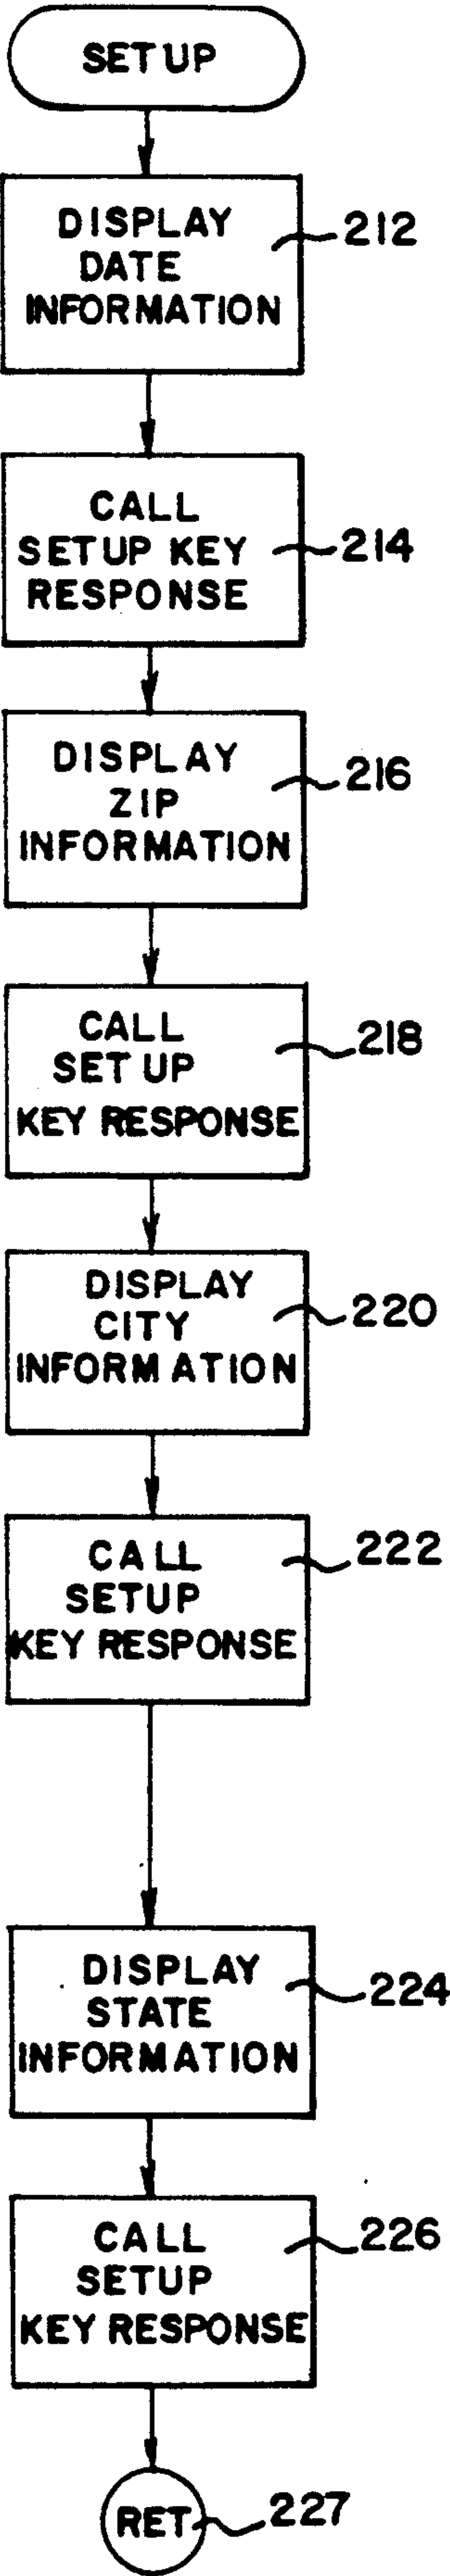 SETUP
DISPLAY
DATE
INFORMATION
212
CALL
SETUP KEY
RESPONSE
214
DISPLAY
ZIP
INFORMATION
216
CALL
SET UP
KEY RESPONSE
218
DISPLAY
CITY
INFORMATION
220
CALL
SETUP
KEY RESPONSE
222
DISPLAY
STATE
INFORMATION
224
CALL
SETUP
KEY RESPONSE
226
RET
227